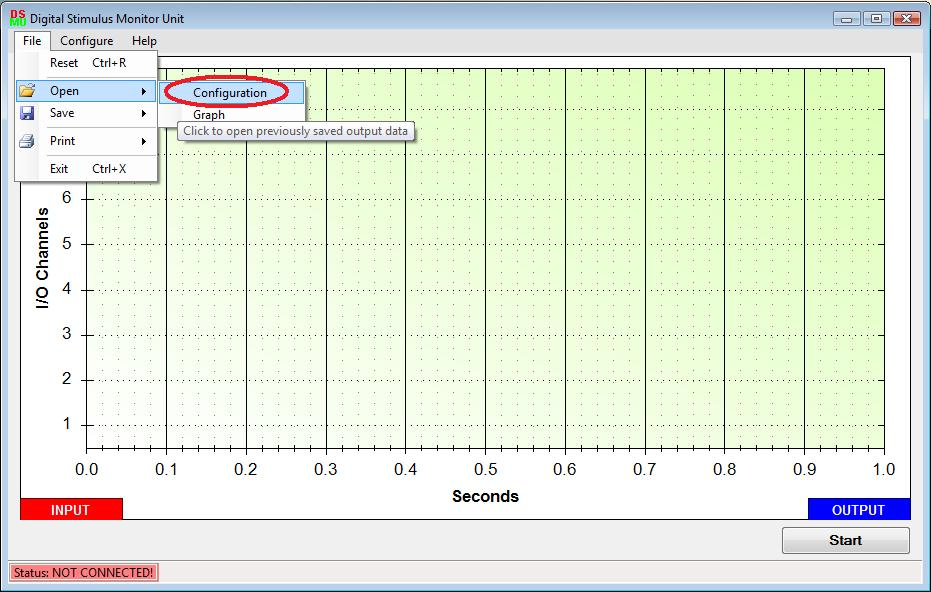 DS
MU
Digital Stimulus Monitor Unit
File Configure Help
Reset Ctrl+R
Open
Configuration
Graph
Click to open previously saved output data
Save
Print
Exit Ctrl+X
I/O Channels
6
5
4
3
2
1
0.0 0.1 0.2 0.3 0.4 0.5 0.6 0.7 0.8 0.9 1.0
Seconds
INPUT
OUTPUT
Start
Status: NOT CONNECTED!